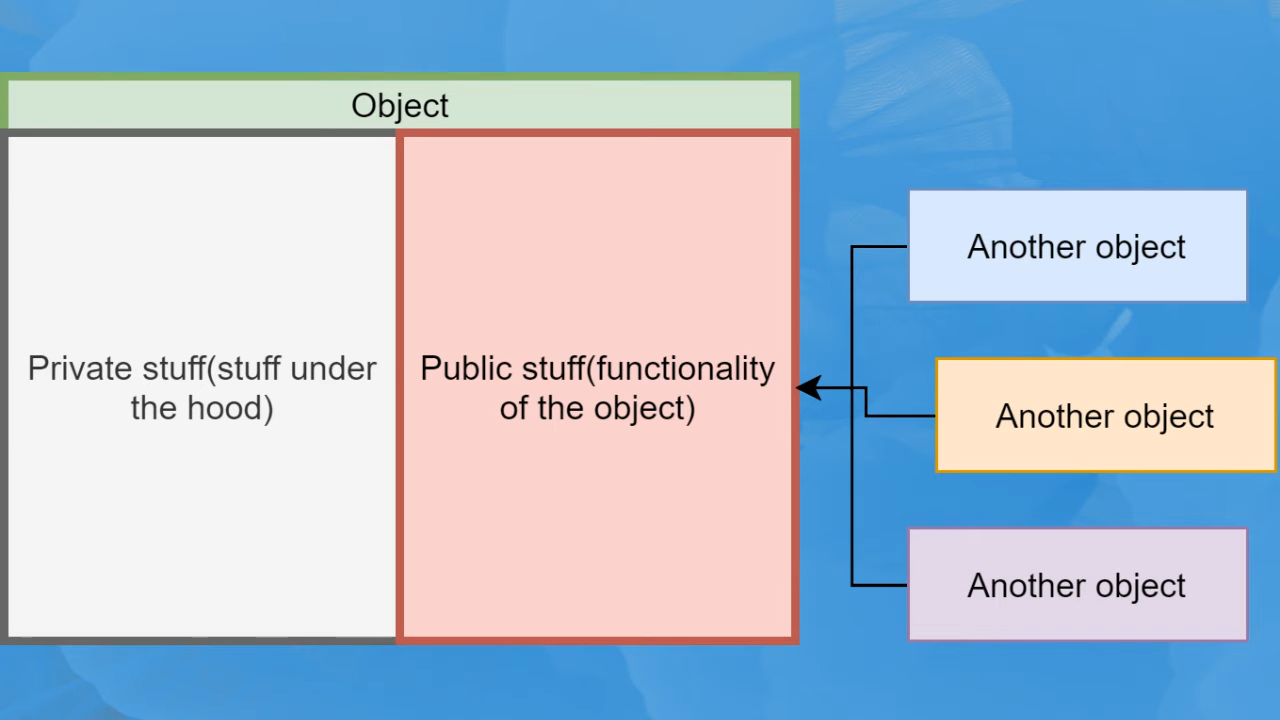 Object
Private stuff(stuff under
the hood)
Public stuff(functionality
of the object)
Another object
Another object
Another object